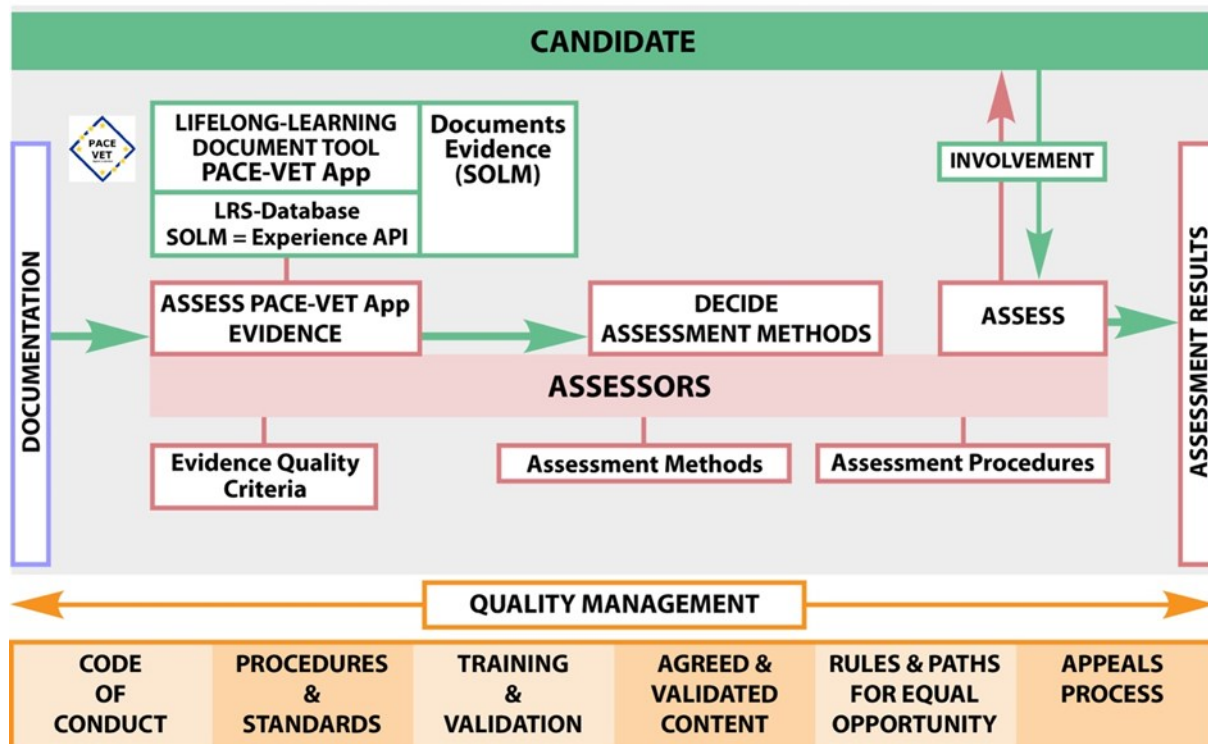 CANDIDATE
PACE
VET
LIFELONG-LEARNING
DOCUMENT TOOL
PACE-VET App
Documents
Evidence
(SOLM)
LRS-Database
SOLM = Experience API
INVOLVEMENT
DOCUMENTATION
ASSESS PACE-VET App
EVIDENCE
DECIDE
ASSESSMENT METHODS
ASSESS
ASSESSMENT RESULTS
ASSESSORS
Evidence Quality
Criteria
Assessment Methods
Assessment Procedures
QUALITY MANAGEMENT
CODE
OF
CONDUCT
PROCEDURES
&
STANDARDS
TRAINING
&
VALIDATION
AGREED &
VALIDATED
CONTENT
RULES & PATHS
FOR EQUAL
OPPORTUNITY
APPEALS
PROCESS